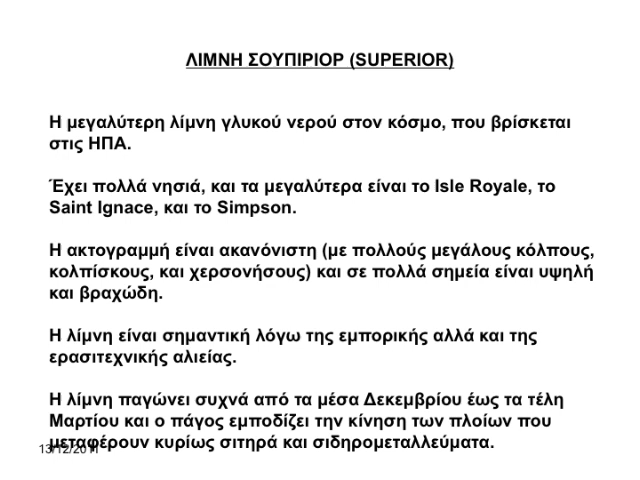 ΛΙΜΝΗ ΣΟΥΠΙΡΙΟΡ (SUPERIOR)
Η μεγαλύτερη λίμνη γλυκού νερού στον κόσμο, που βρίσκεται
στις ΗΠΑ.
Έχει πολλά νησιά, και τα μεγαλύτερα είναι το Isle Royale, το
Saint Ignace, και το Simpson.
Η ακτογραμμή είναι ακανόνιστη (με πολλούς μεγάλους κόλπους,
κολπίσκους, και χερσονήσους) και σε πολλά σημεία είναι υψηλή
και βραχώδη.
Η λίμνη είναι σημαντική λόγω της εμπορικής αλλά και της
ερασιτεχνικής αλιείας.
Η λίμνη παγώνει συχνά από τα μέσα Δεκεμβρίου έως τα τέλη
Μαρτίου και ο πάγος εμποδίζει την κίνηση των πλοίων που
μεταφέρουν κυρίως σιτηρά και σιδηρομεταλλεύματα.
13/12/2011